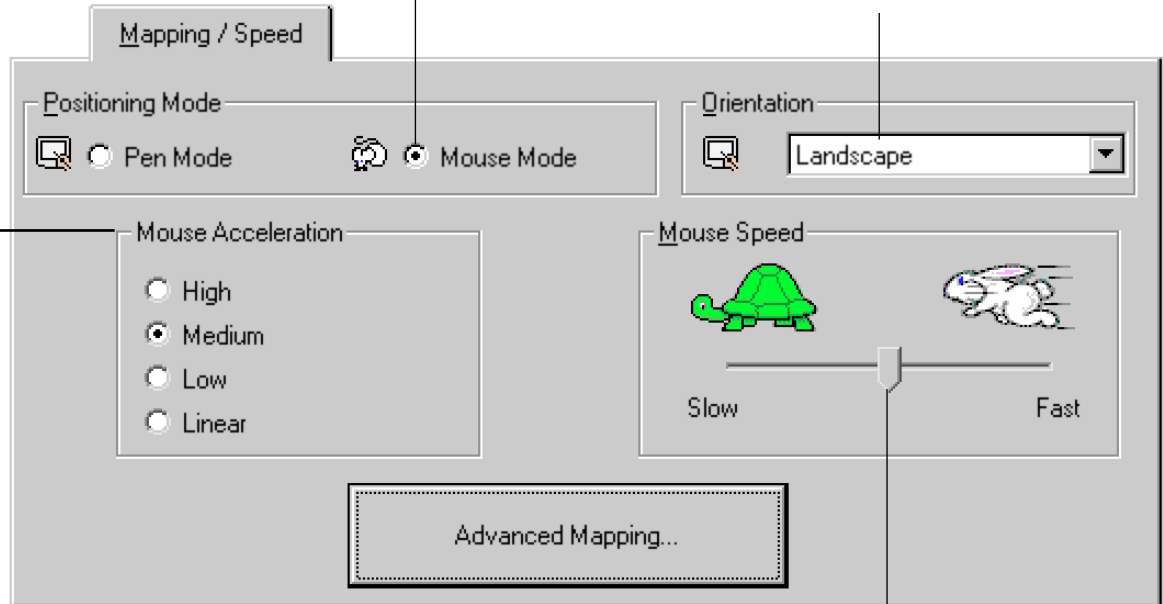 Mapping / Speed
Positioning Mode
Orientation
Pen Mode
Mouse Mode
Landscape
Mouse Acceleration
Mouse Speed
High
Medium
Low
Linear
Slow
Fast
Advanced Mapping...